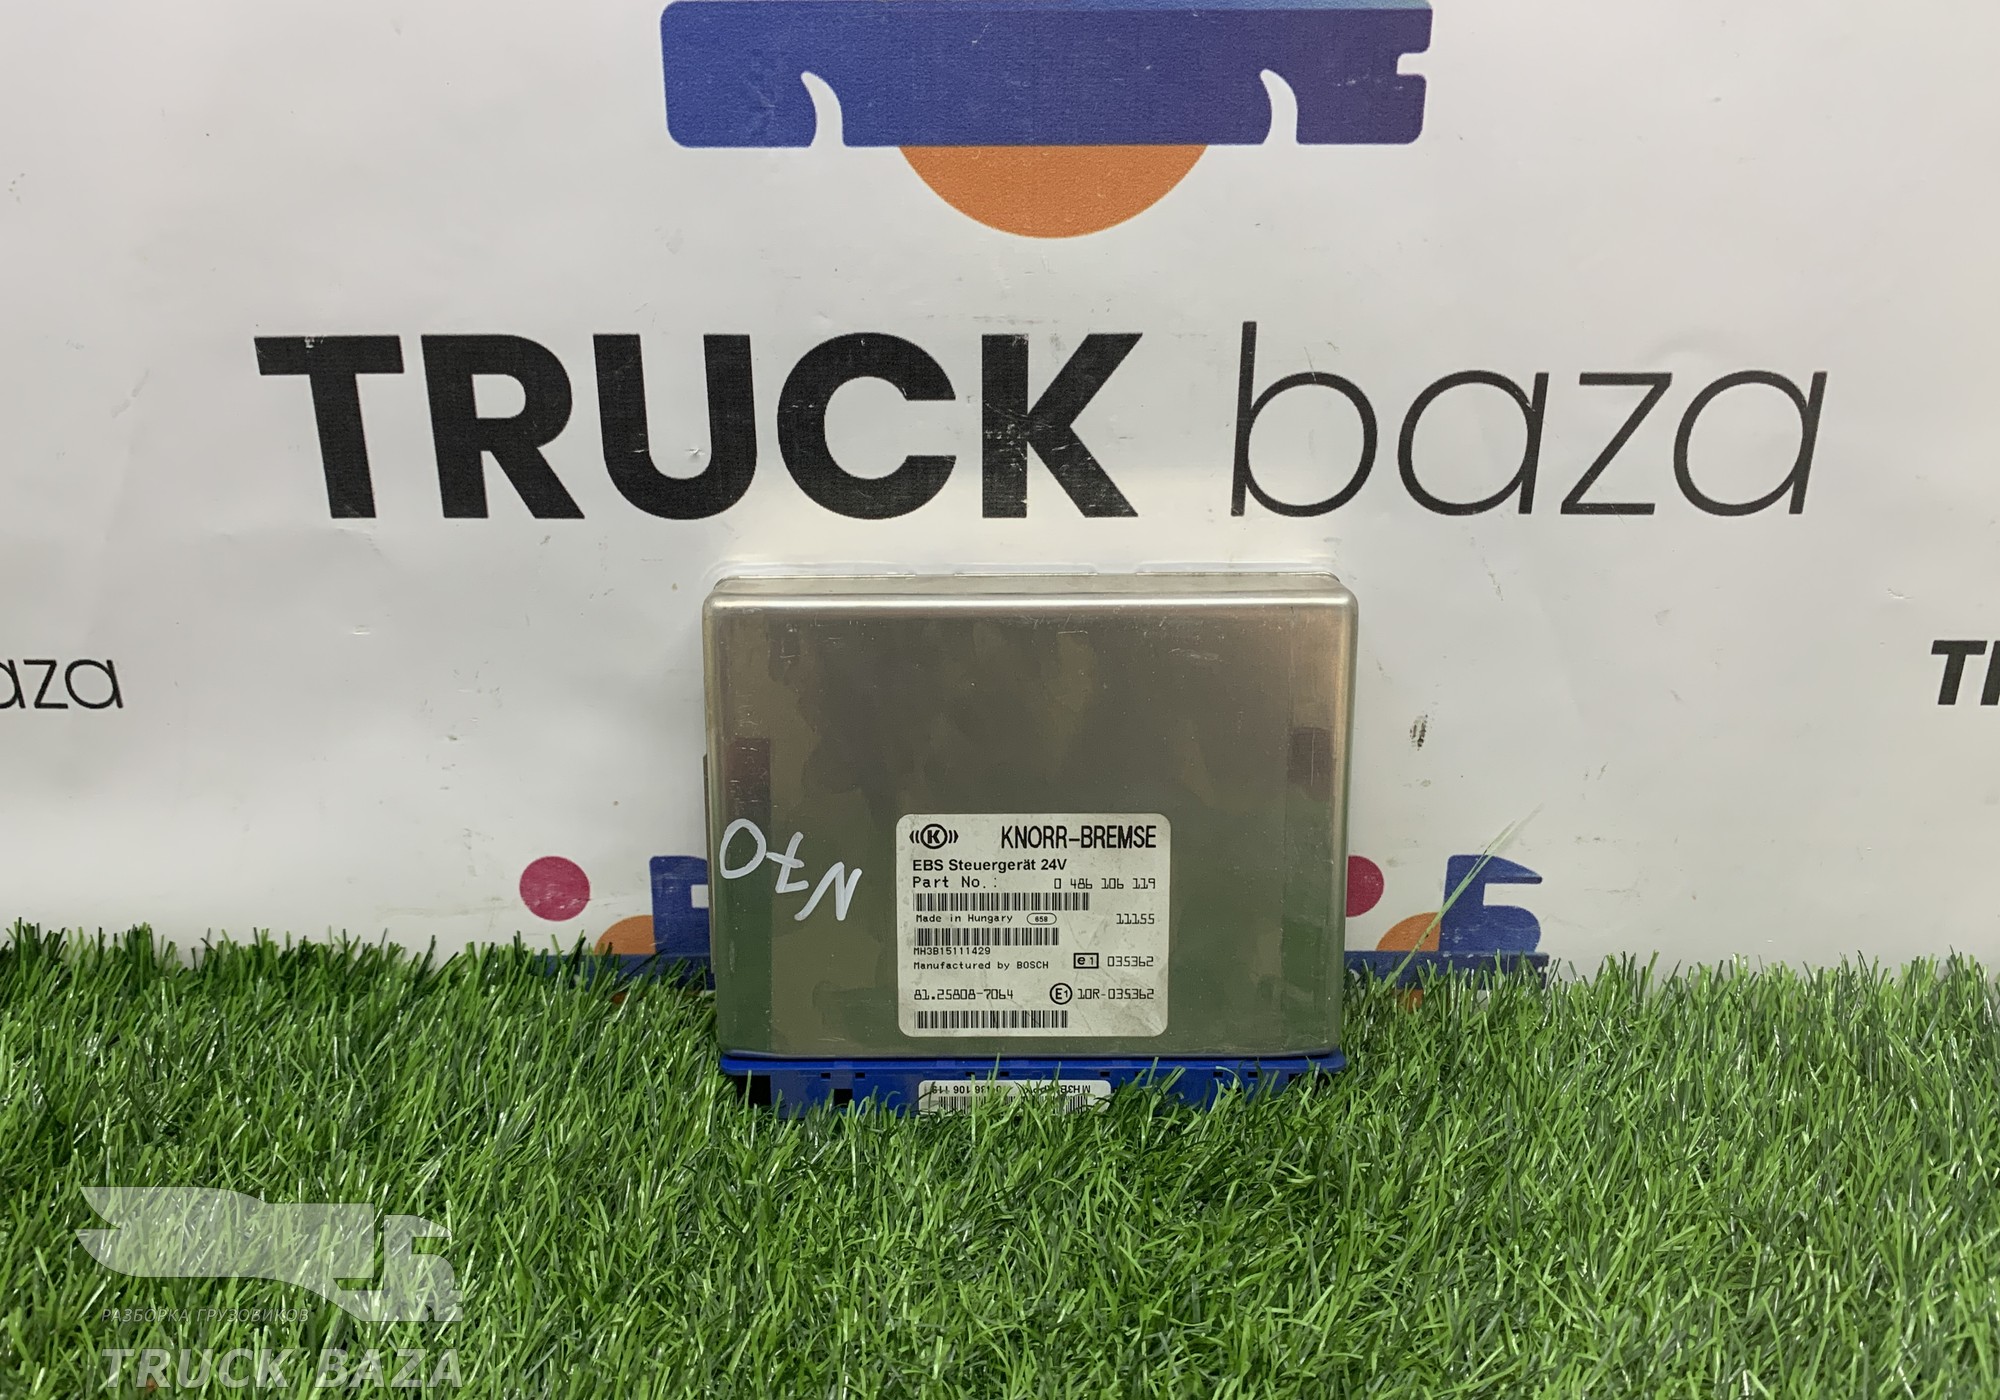 TRUCK baza
aza
KNORR-BREMSE
EBS Steuergerät 24V
Part No.: 0 486 106 119
Made in Hungary 658 11155
MH3B15111429
Manufactured by BOSCH e1 035362
81.25808-7064 E1 10R-035362
N70
РАЗБОРКА ГРУЗОВИКОВ
TRUCK BAZA